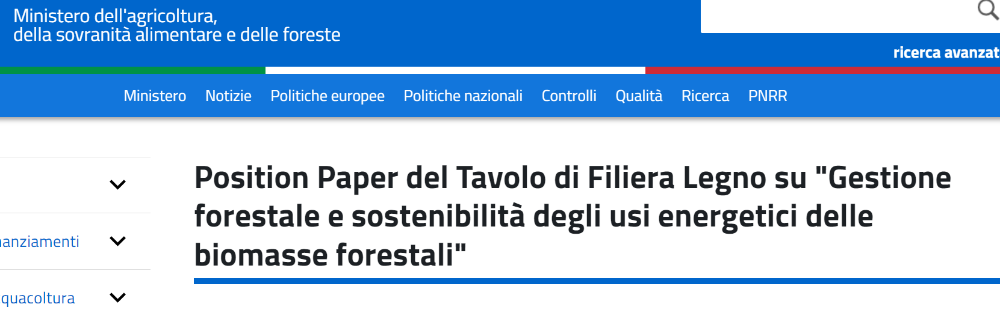 Ministero dell'agricoltura,
della sovranità alimentare e delle foreste
ricerca avanzat
Ministero Notizie Politiche europee Politiche nazionali Controlli Qualità Ricerca PNRR
Position Paper del Tavolo di Filiera Legno su "Gestione
forestale e sostenibilità degli usi energetici delle
biomasse forestali"
nanziamenti
quacoltura